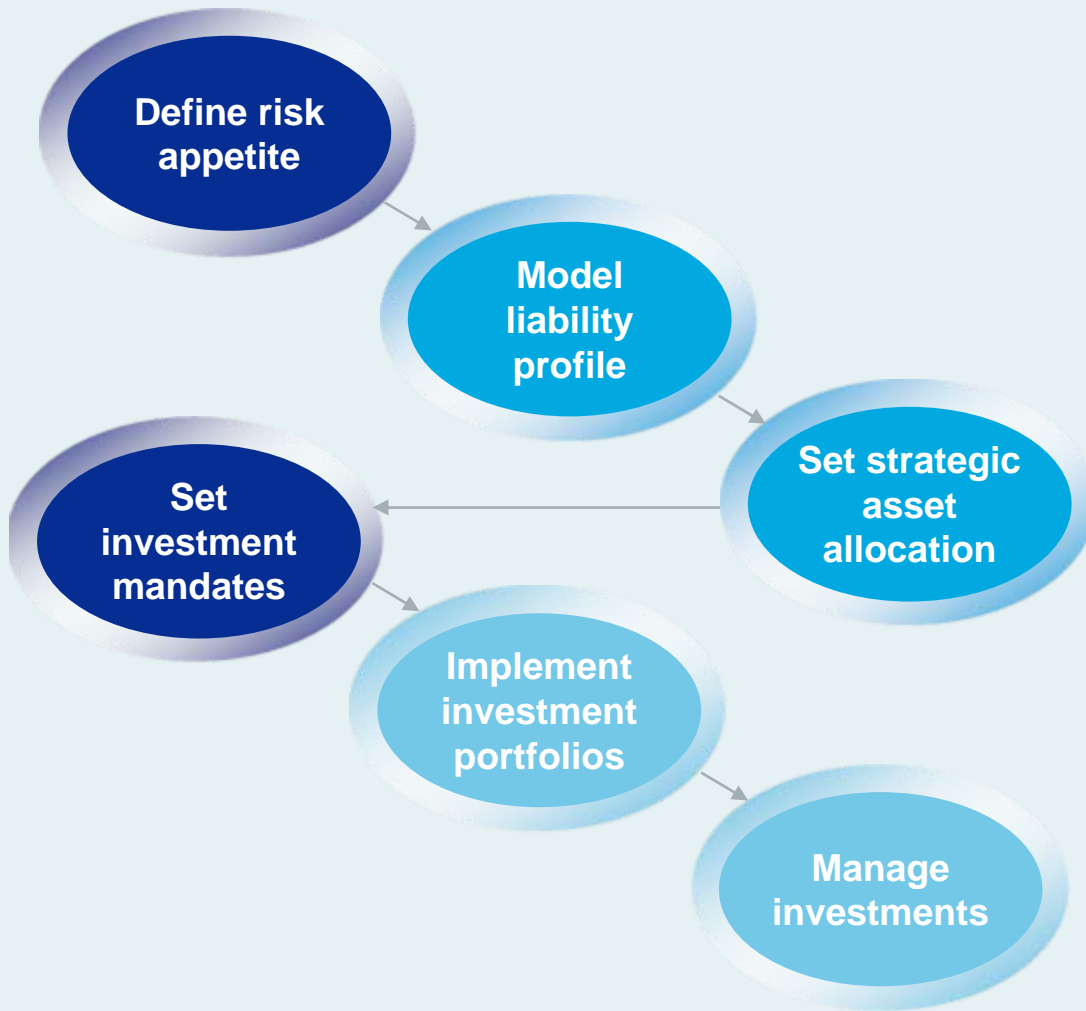 Define risk
appetite
Model
liability
profile
Set strategic
asset
allocation
Set
investment
mandates
Implement
investment
portfolios
Manage
investments